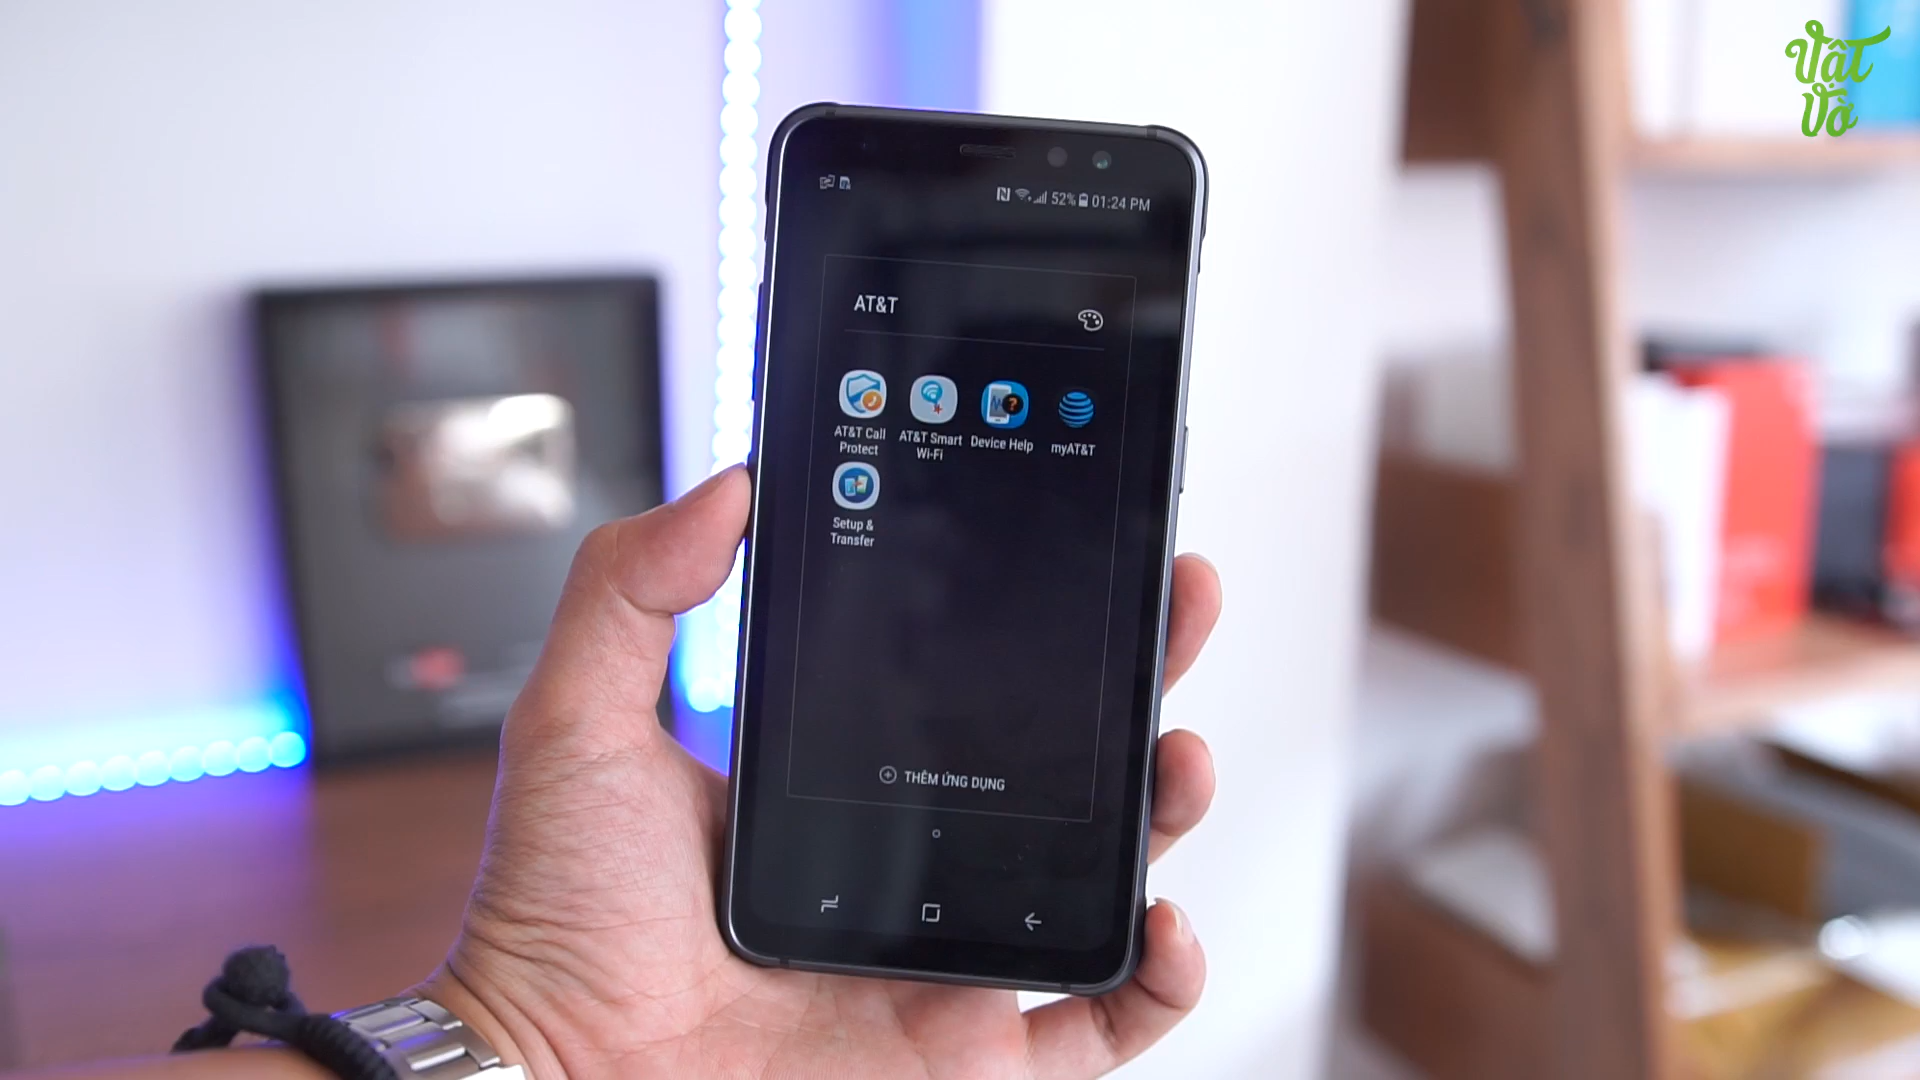 Vật
Vờ
52% 01:24 PM
AT&T
AT&T Call
Protect
AT&T Smart
Wi-Fi
Device Help
myAT&T
Setup &
Transfer
THÊM ỨNG DỤNG